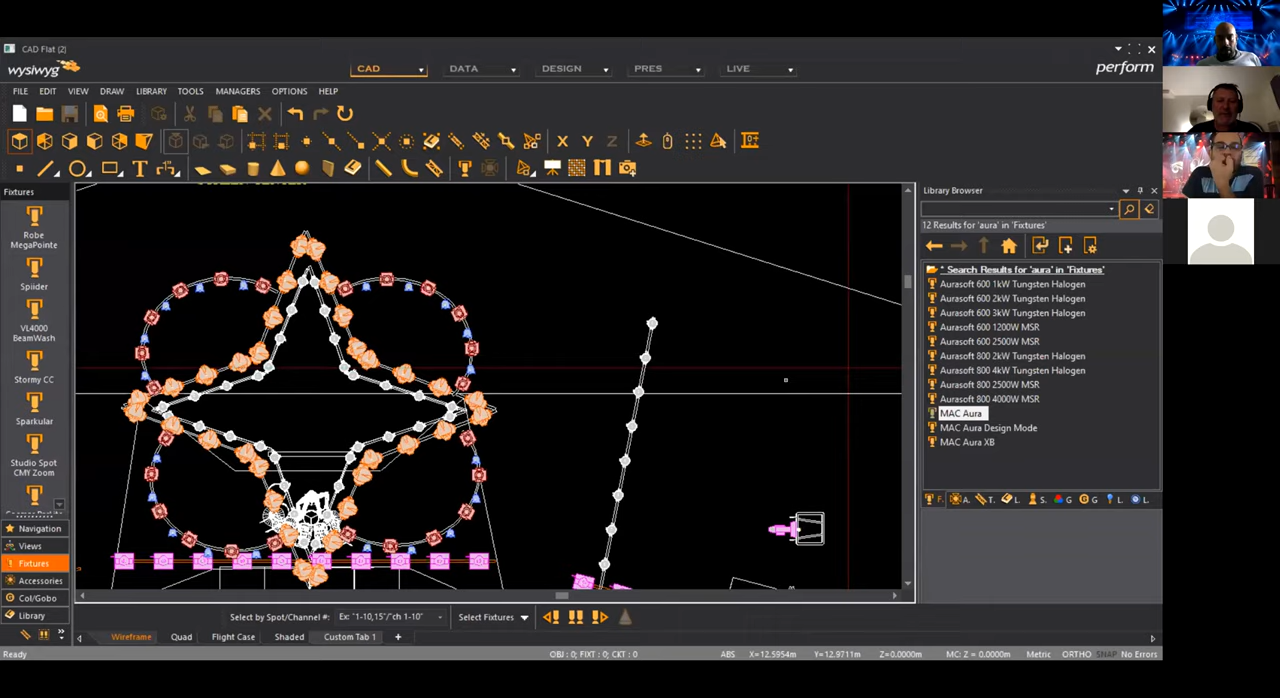 CAD Flat (2)
wysiwyg
CAD DATA DESIGN PRES LIVE
perform
FILE EDIT VIEW DRAW LIBRARY TOOLS MANAGERS OPTIONS HELP
X Y Z
Fixtures
Robe
MegaPointe
Spiider
VL4000
BeamWash
Stormy CC
Sparkular
Studio Spot
CMY Zoom
Navigation
Views
Fixtures
Accessories
Col/Gobo
Library
Library Browser
12 Results for 'aura' in 'Fixtures'
* Search Results for 'aura' in 'Fixtures'
Aurasoft 600 1kW Tungsten Halogen
Aurasoft 600 2kW Tungsten Halogen
Aurasoft 600 3kW Tungsten Halogen
Aurasoft 600 1200W MSR
Aurasoft 600 2500W MSR
Aurasoft 800 2kW Tungsten Halogen
Aurasoft 800 4kW Tungsten Halogen
Aurasoft 800 2500W MSR
Aurasoft 800 4000W MSR
MAC Aura
MAC Aura Design Mode
MAC Aura XB
F. A. T. L. S. G G L. L.
Select by Spot/Channel #: Ex: "1-10,15"/"ch 1-10" Select Fixtures
Wireframe Quad Flight Case Shaded Custom Tab 1 +
Ready OBJ : 0; FIXT : 0; CKT : 0 ABS X=12.5954m Y=12.9711m Z=0.0000m MC: Z = 0.0000m Metric ORTHO SNAP No Errors